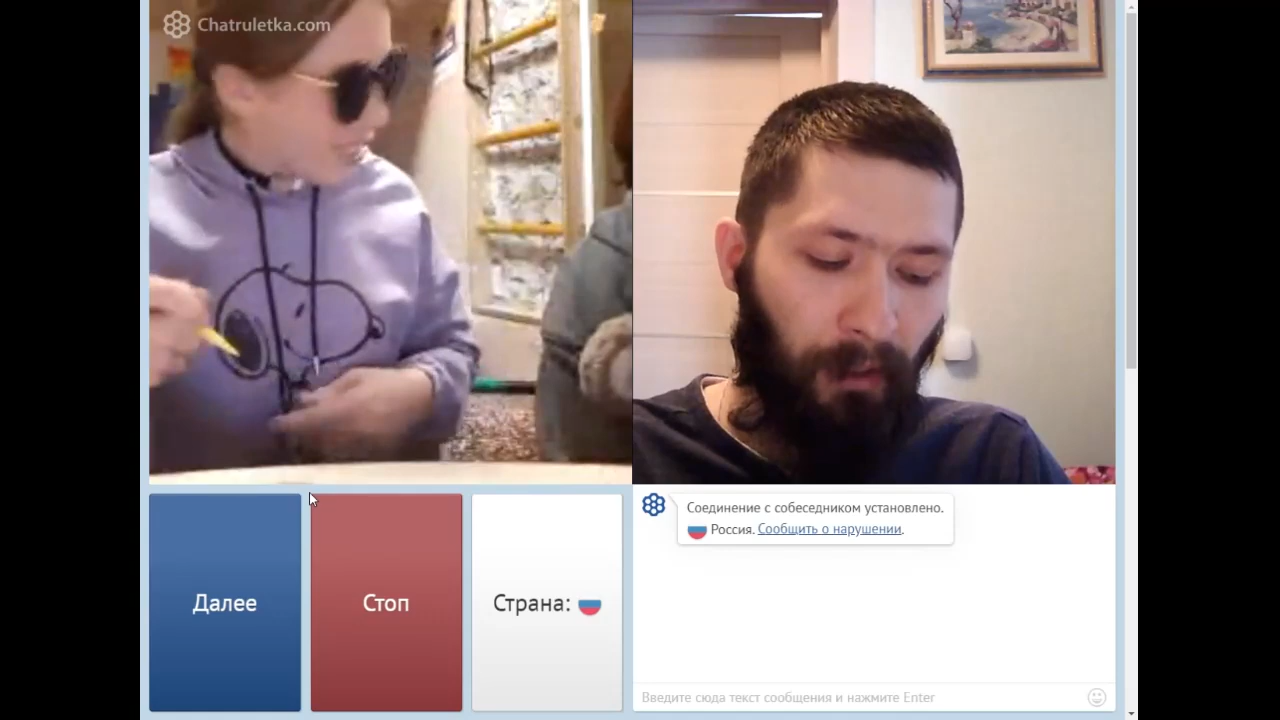 Chatruletka.com
Соединение с собеседником установлено.
Россия. Сообщить о нарушении.
Далее
Стоп
Страна:
Введите сюда текст сообщения и нажмите Enter